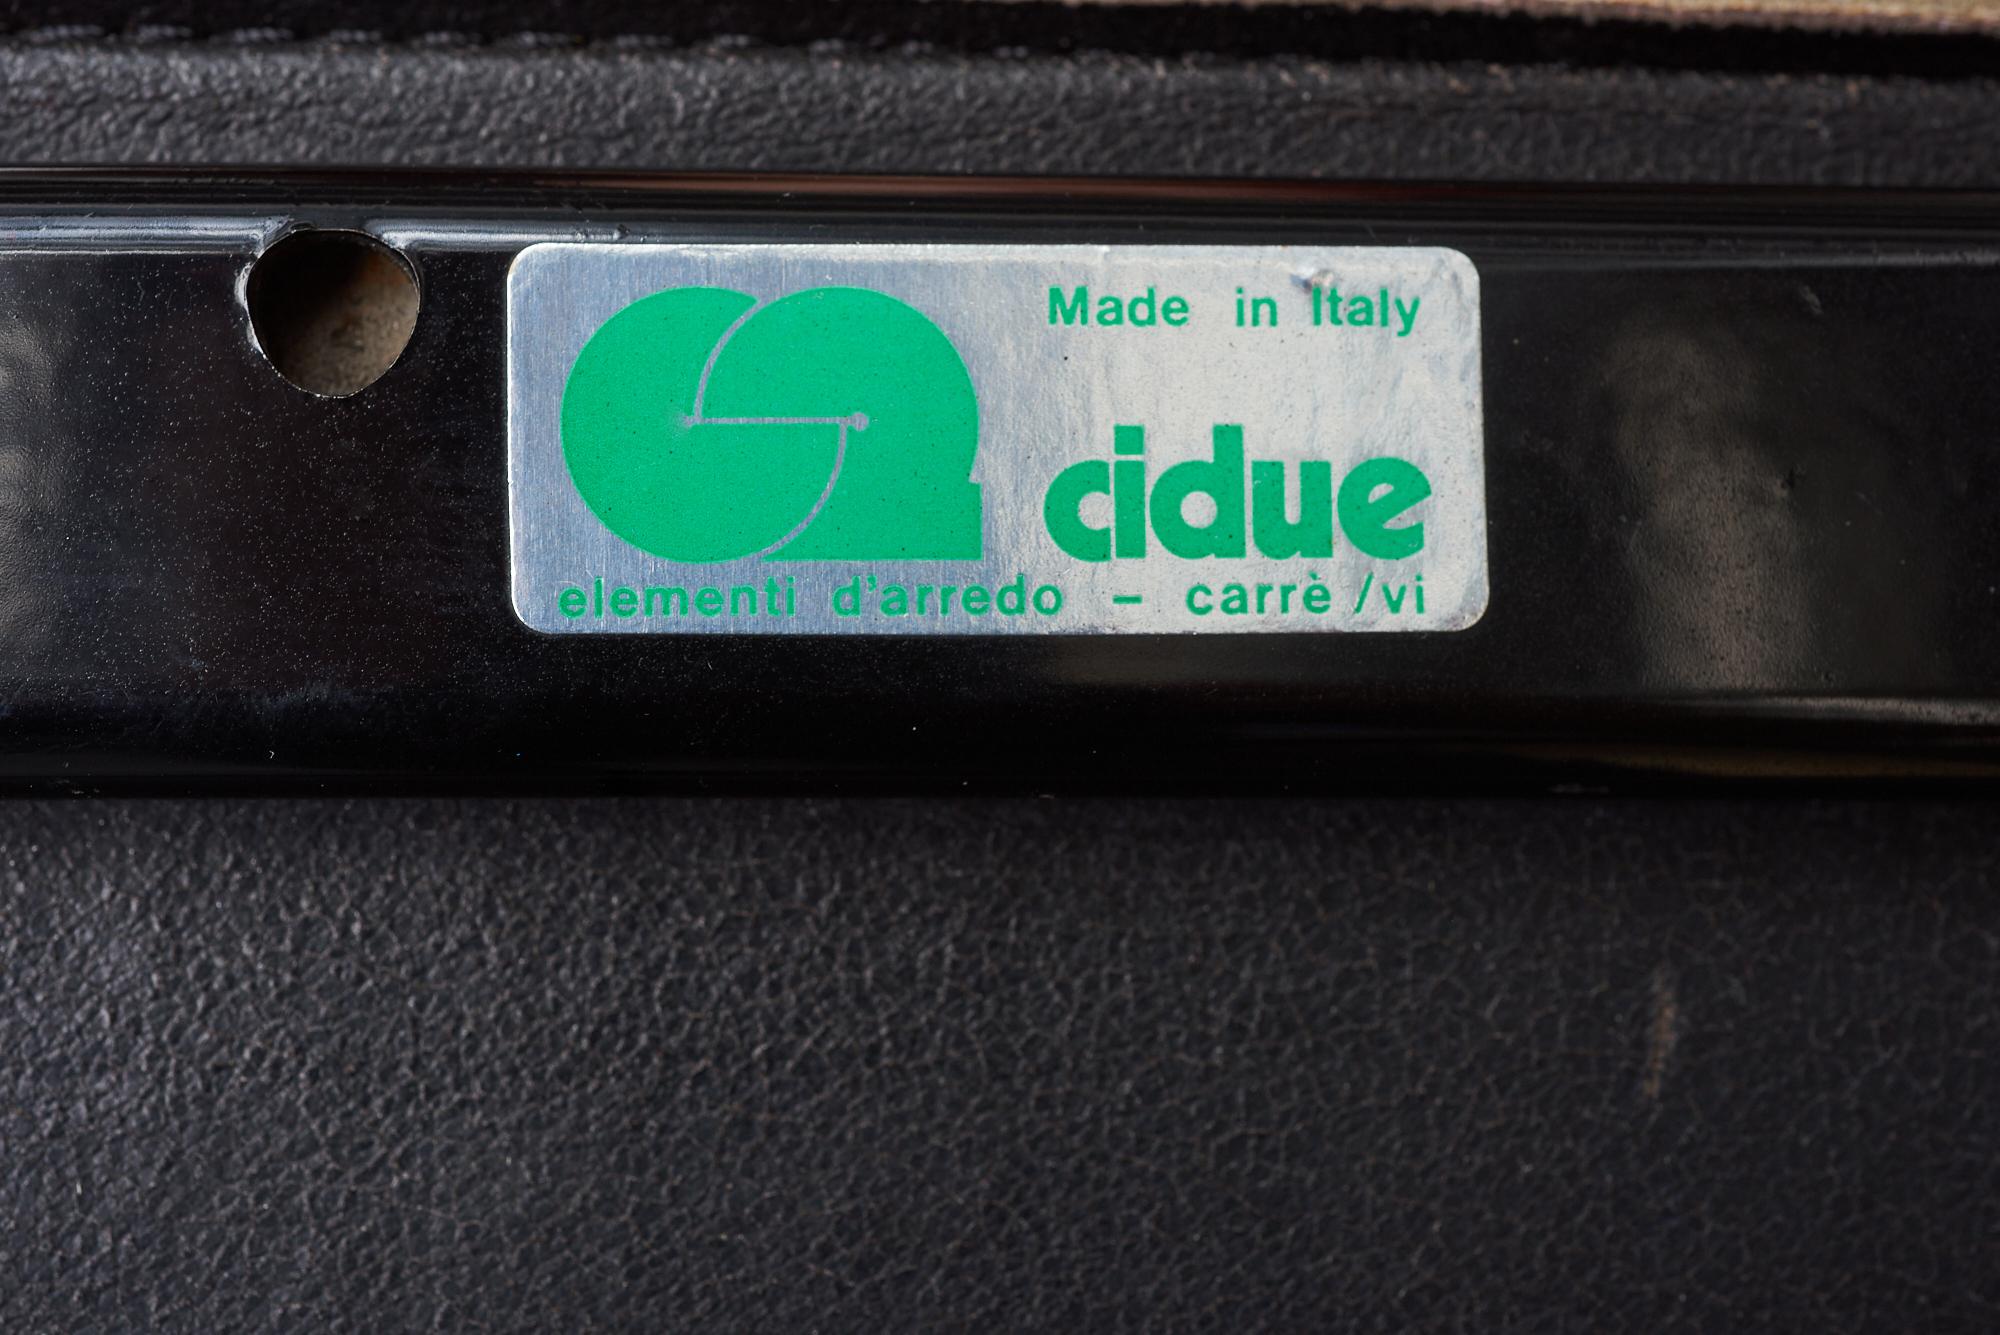 Made in Italy
cidue
elementi d'arredo - carrè /vi